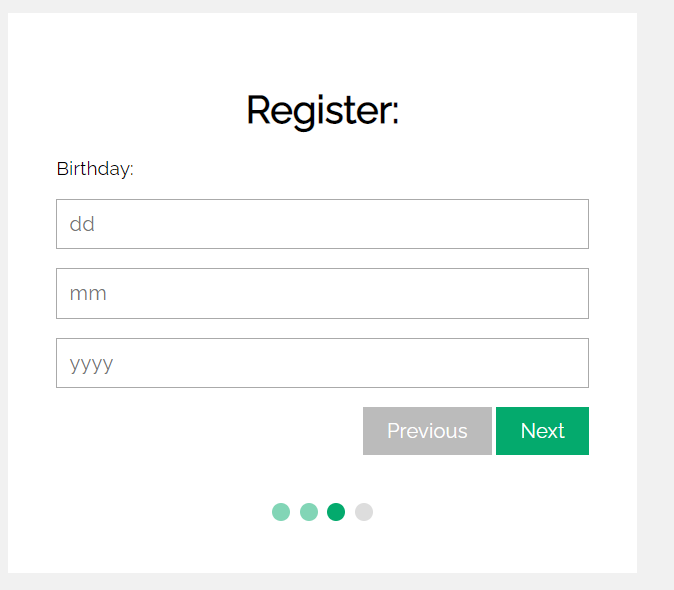 Register:
Birthday:
dd
mm
yyyy
Previous Next